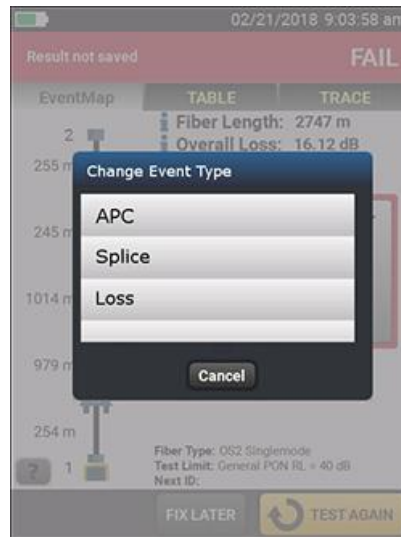 02/21/2018 9:03:58 am
Result not saved
FAIL
EventMap
TABLE
TRACE
Fiber Length: 2747 m
Overall Loss: 16.12 dB
2
255 m
245 m
1014 m
979 m
254 m
1
Change Event Type
APC
Splice
Loss
Cancel
Fiber Type: OS2 Singlemode
Test Limit: General PON RL = 40 dB
Next ID:
?
FIX LATER
TEST AGAIN